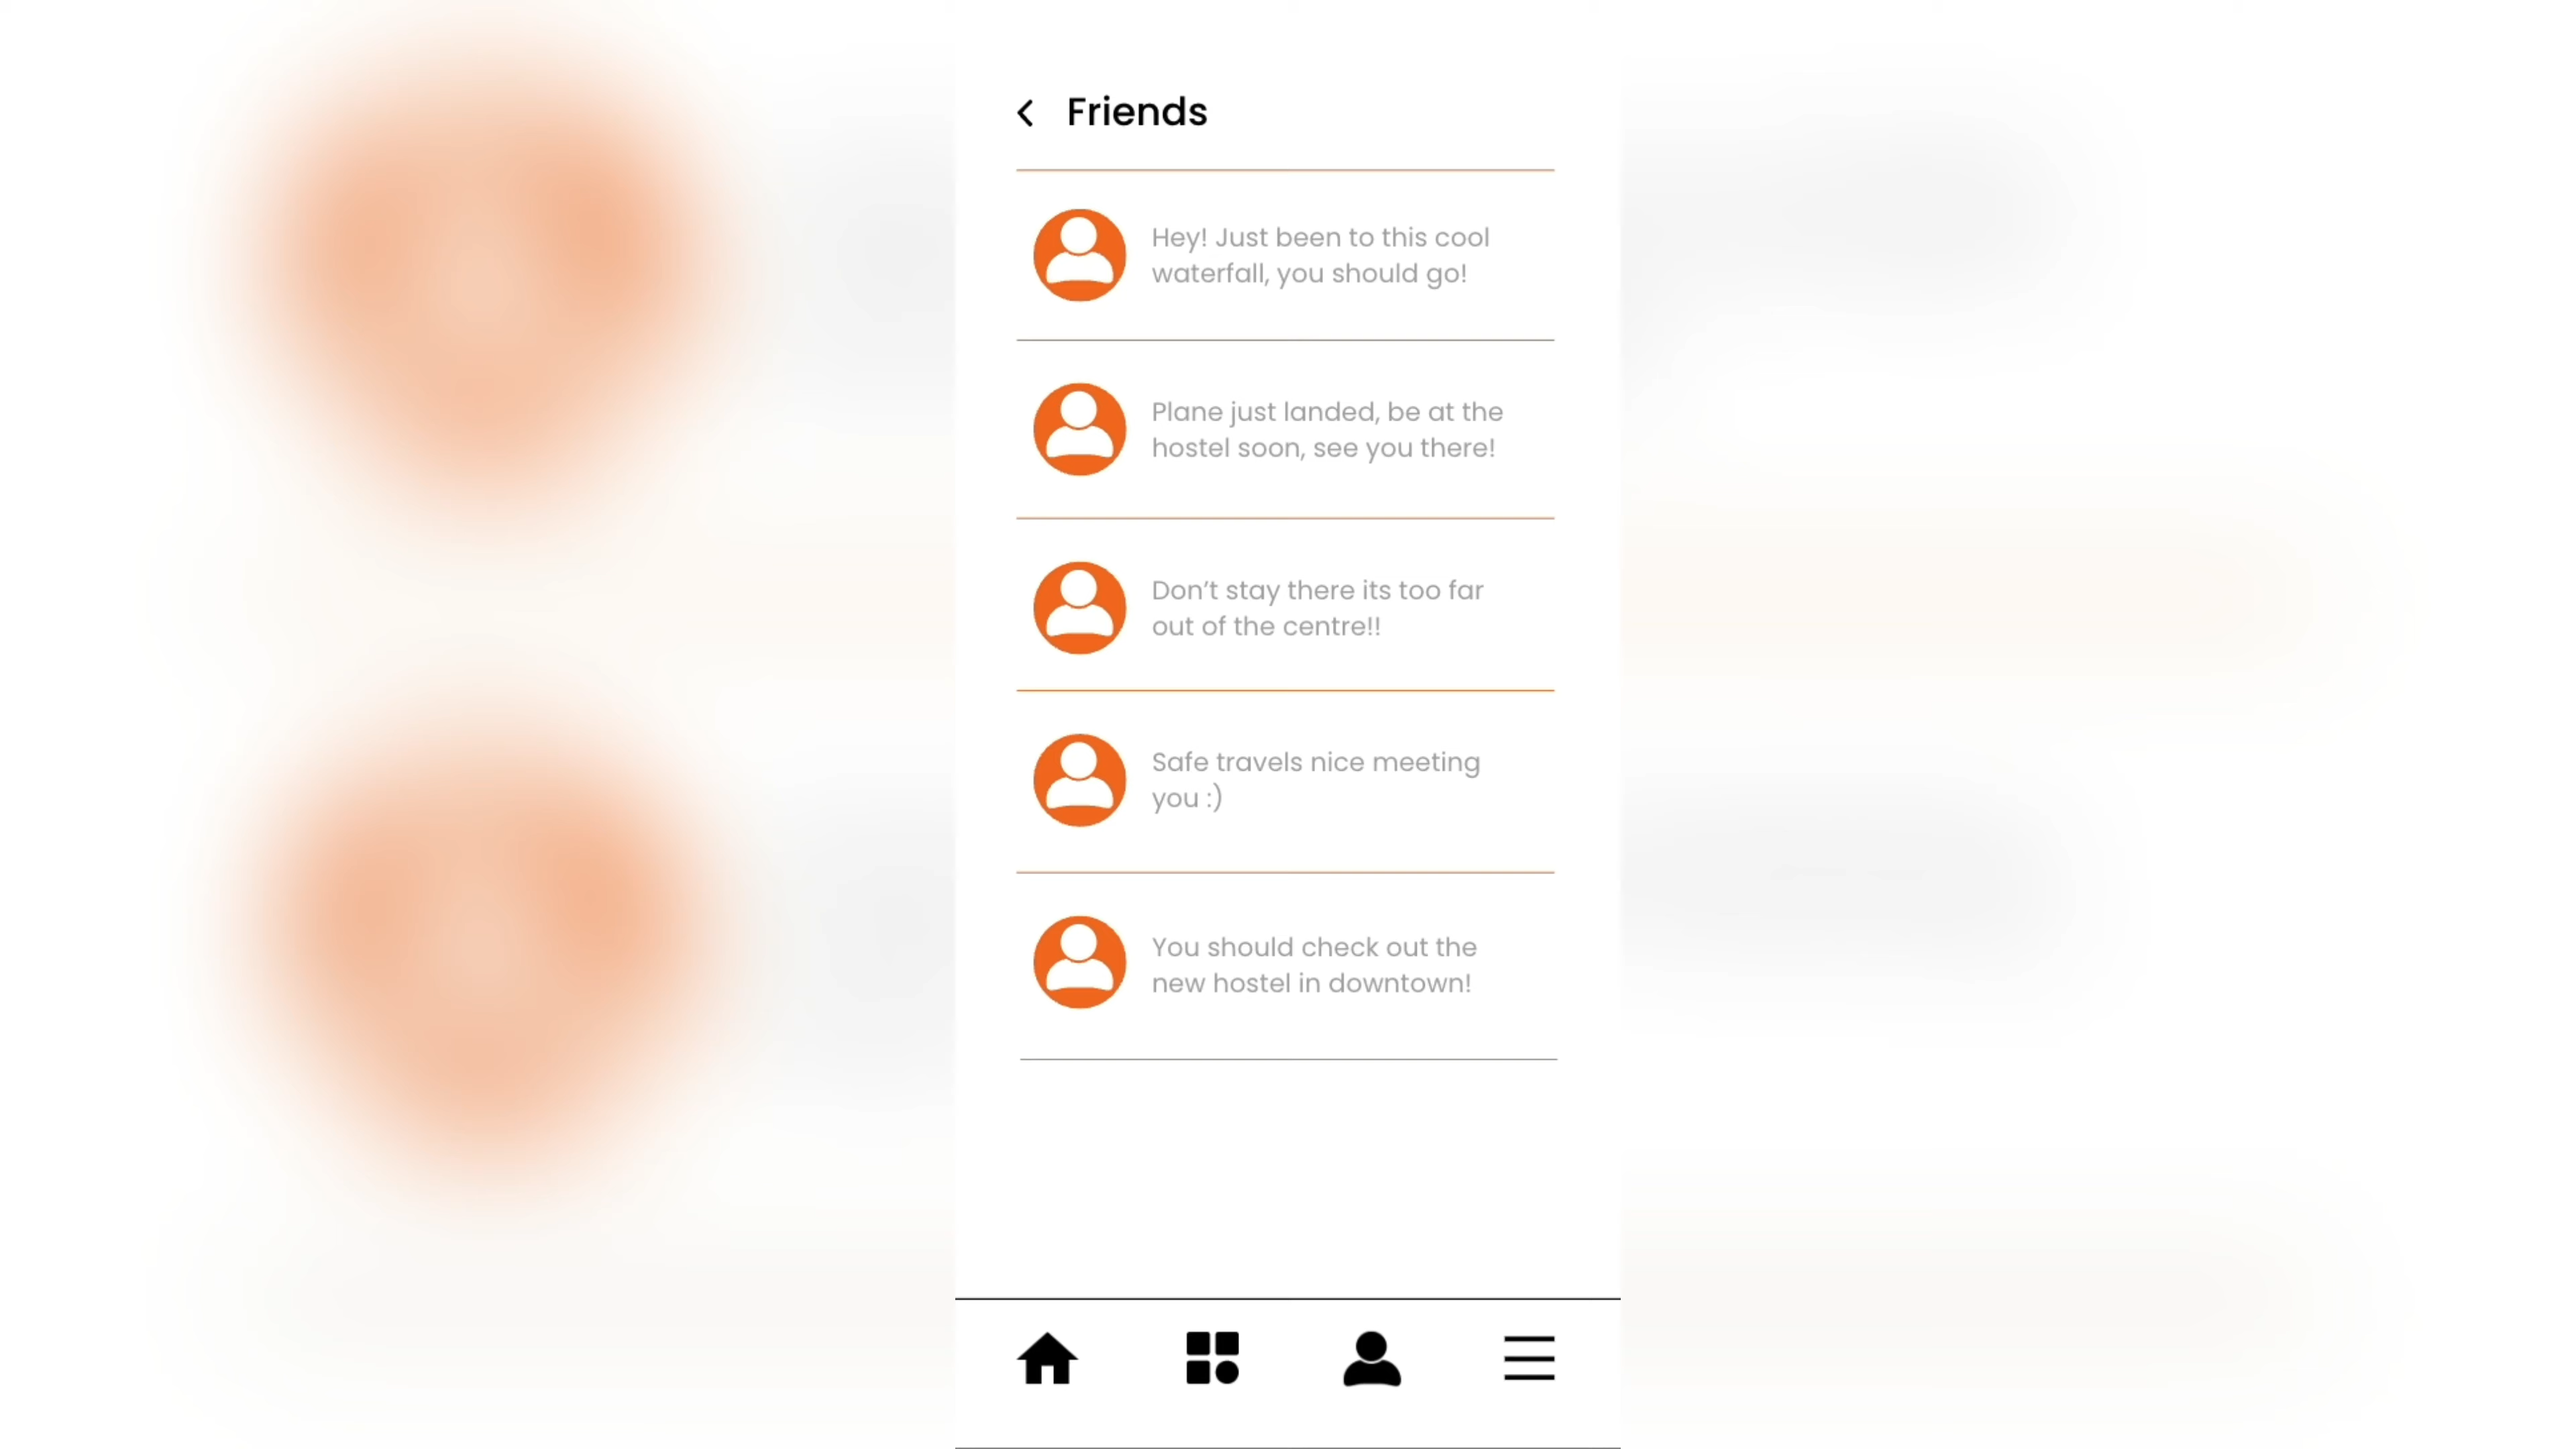 Friends
Hey! Just been to this cool
waterfall, you should go!
Plane just landed, be at the
hostel soon, see you there!
Don't stay there its too far
out of the centre!!
Safe travels nice meeting
you :)
You should check out the
new hostel in downtown!